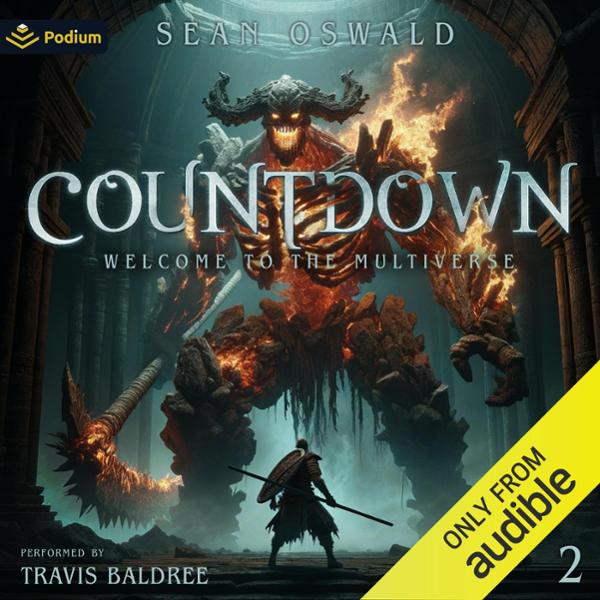 Podium
SEAN OSWALD
COUNTDOWN
WELCOME TO THE MULTIVERSE
ONLY FROM
audible
PERFORMED BY
TRAVIS BALDREE
2